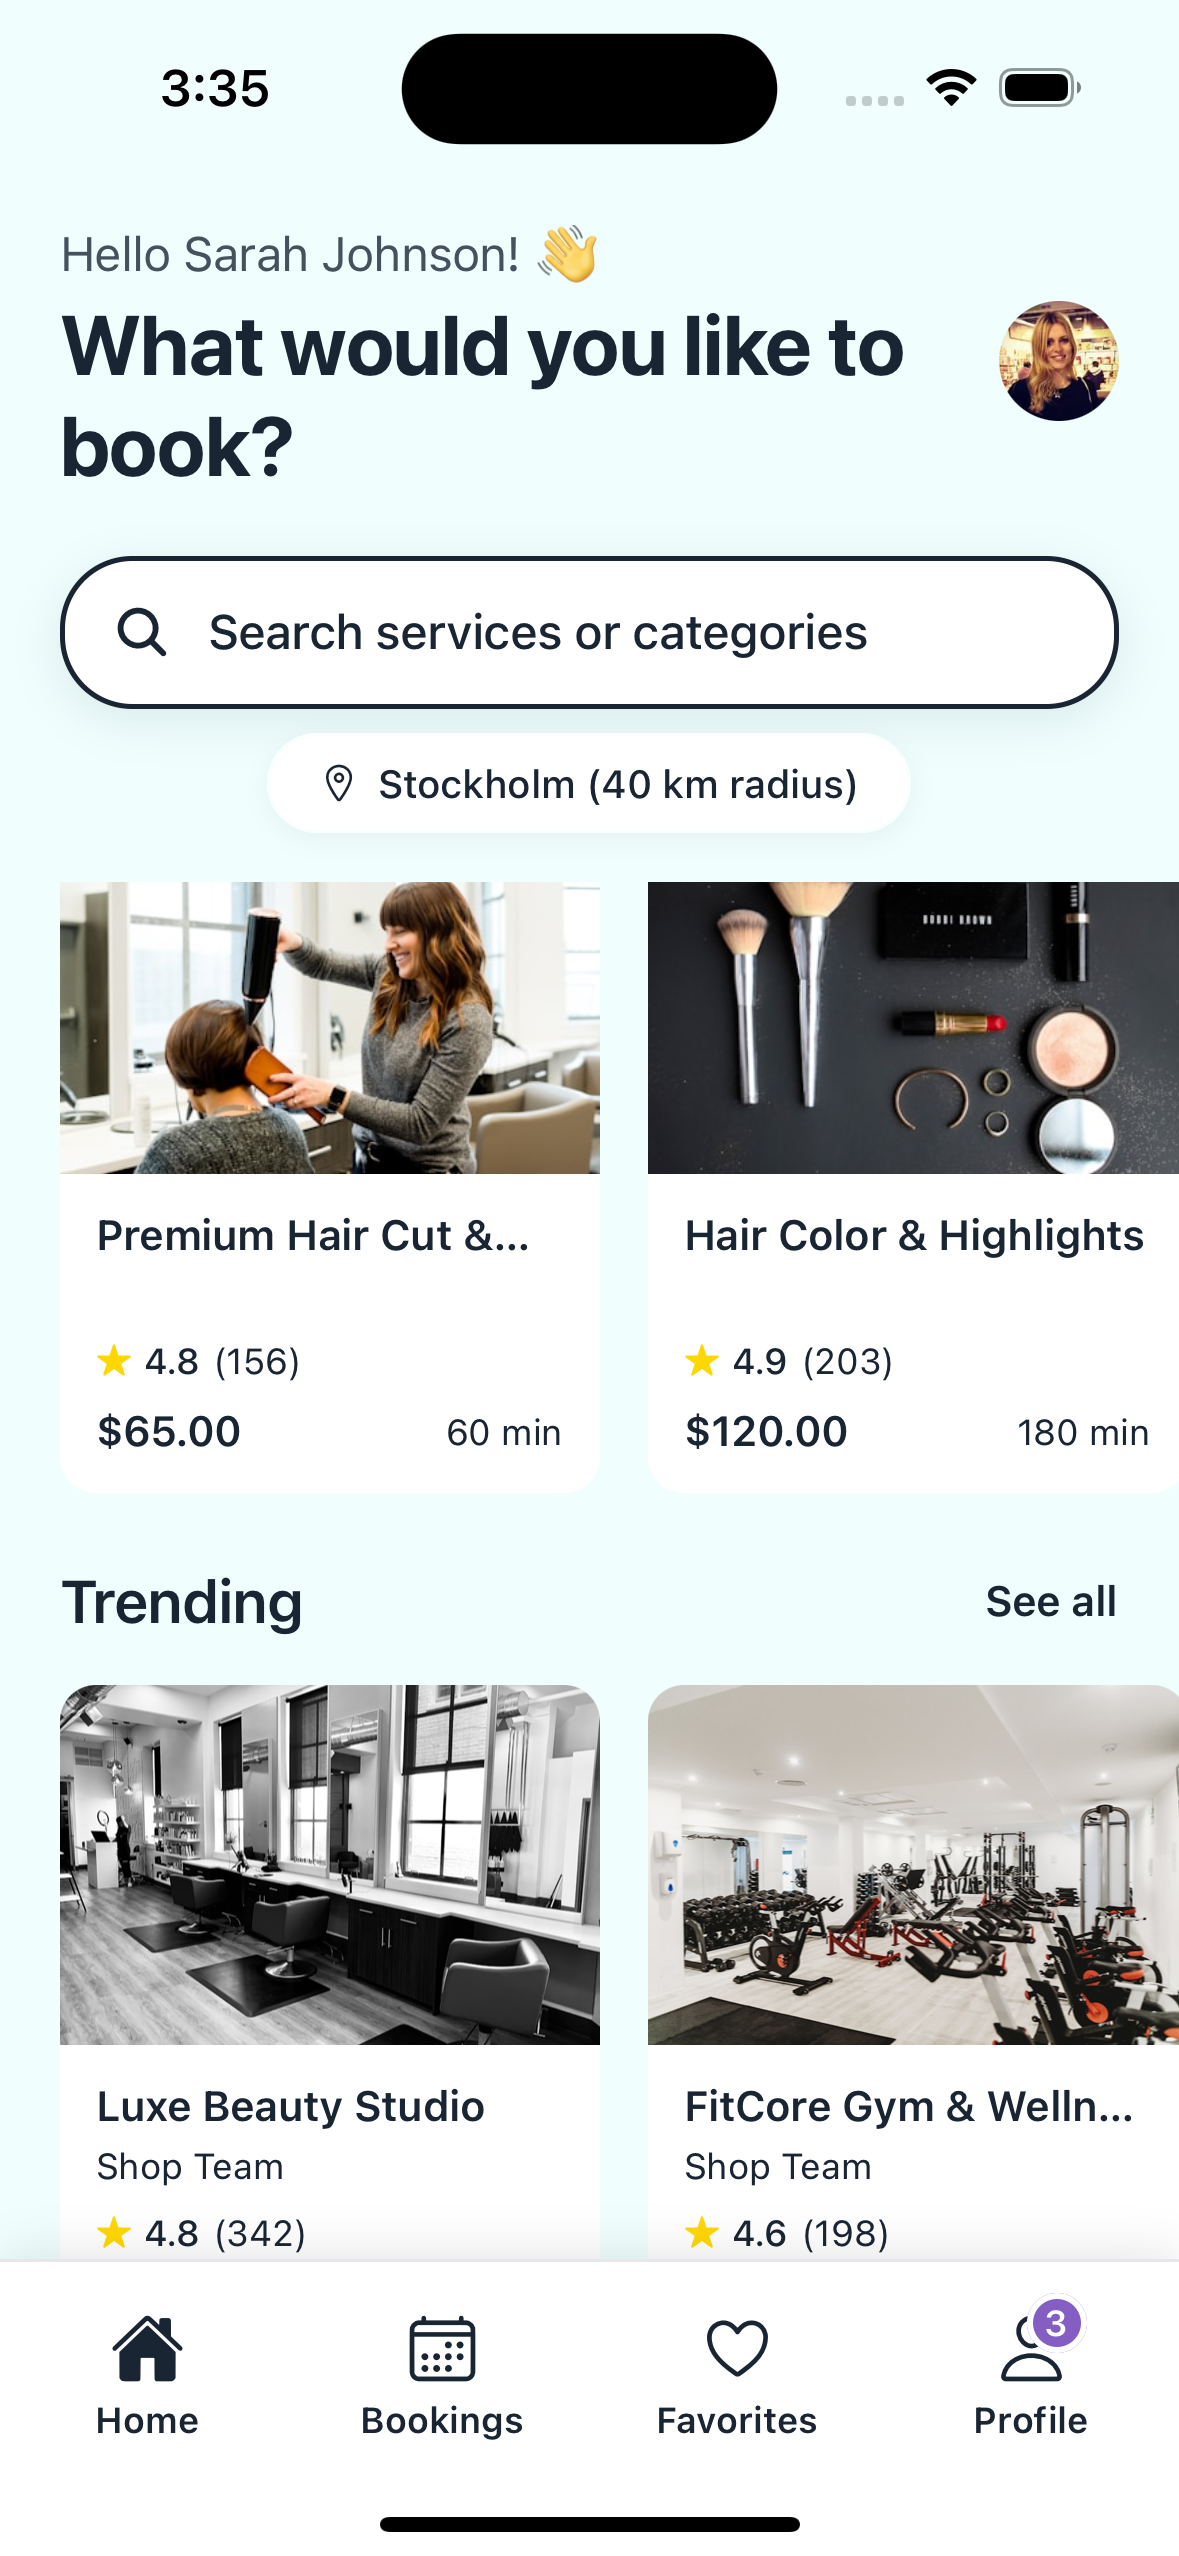 3:35
Hello Sarah Johnson! 👋
What would you like to
book?
Search services or categories
Stockholm (40 km radius)
BOBBI BROWN
Premium Hair Cut &...
Hair Color & Highlights
4.8 (156)
4.9 (203)
$65.00
60 min
$120.00
180 min
Trending
See all
Luxe Beauty Studio
FitCore Gym & Welln...
Shop Team
Shop Team
4.8 (342)
4.6 (198)
3
Home
Bookings
Favorites
Profile